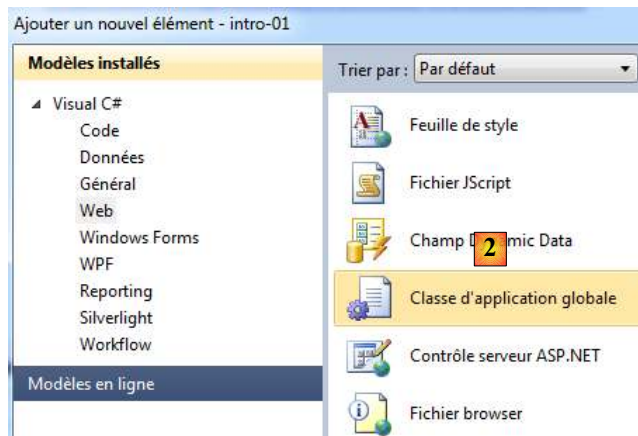 Ajouter un nouvel élément - intro-01
Modèles installés
Visual C#
Code
Données
Général
Web
Windows Forms
WPF
Reporting
Silverlight
Workflow
Modèles en ligne
Trier par : Par défaut
Feuille de style
Fichier JScript
Champ Dynamic Data
2
Classe d'application globale
Contrôle serveur ASP.NET
Fichier browser